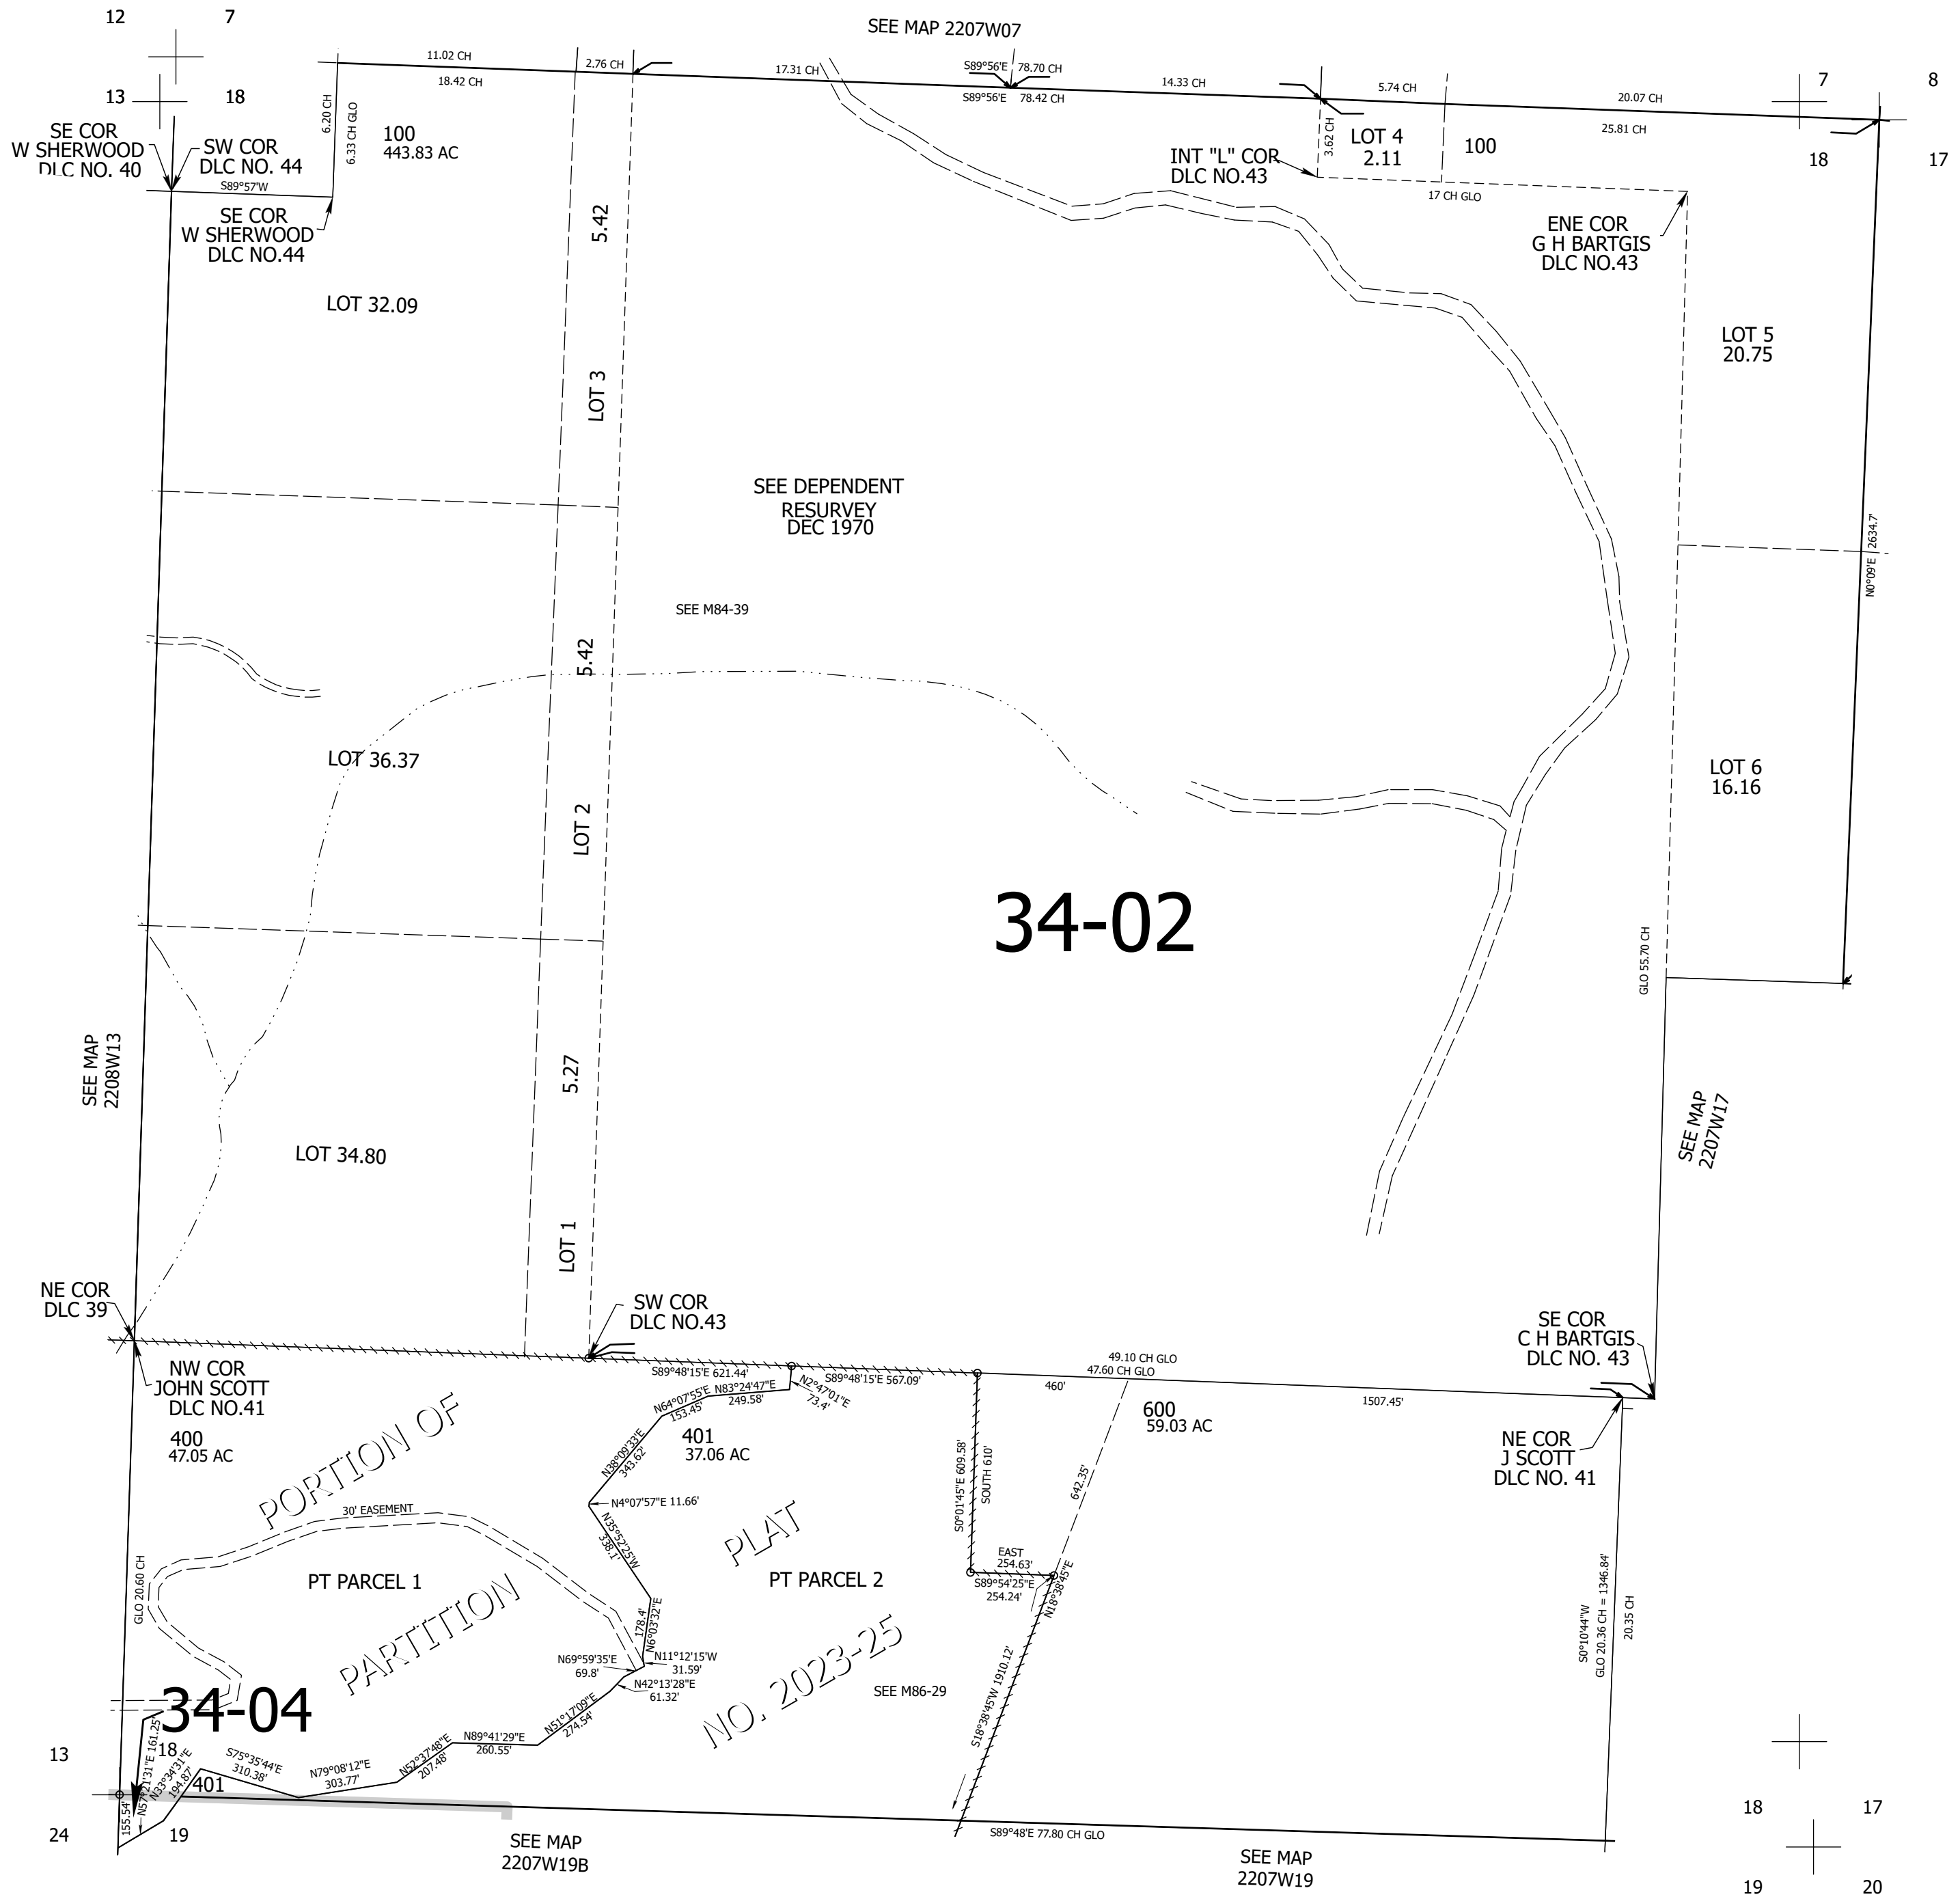 12
7
SEE MAP 2207W07
11.02 CH
2.76 CH
17.31 CH
S89°56'E
78.70 CH
14.33 CH
5.74 CH
20.07 CH
7
8
18.42 CH
S89°56'E
78.42 CH
25.81 CH
13
18
18
17
6.20 CH
6.33 CH GLO
100
443.83 AC
3.62 CH
LOT 4
2.11
100
SE COR
W SHERWOOD
DLC NO. 40
SW COR
DLC NO. 44
S89°57'W
INT "L" COR
DLC NO.43
17 CH GLO
SE COR
W SHERWOOD
DLC NO.44
ENE COR
G H BARTGIS
DLC NO.43
5.42
LOT 32.09
LOT 3
LOT 5
20.75
SEE DEPENDENT
RESURVEY
DEC 1970
N0°09'E
2634.7'
SEE M84-39
5.42
LOT 36.37
LOT 2
LOT 6
16.16
34-02
GLO 55.70 CH
SEE MAP
2208W13
5.27
SEE MAP
2207W17
LOT 34.80
LOT 1
NE COR
DLC 39
SW COR
DLC NO.43
SE COR
C H BARTGIS
DLC NO. 43
NW COR
JOHN SCOTT
DLC NO.41
S89°48'15"E 621.44'
S89°48'15"E 567.09'
49.10 CH GLO
47.60 CH GLO
460'
1507.45'
N64°07'55"E
153.45'
N83°24'47"E
249.58'
N2°47'01"E
73.4'
600
59.03 AC
400
47.05 AC
401
37.06 AC
NE COR
J SCOTT
DLC NO. 41
N38°09'33"E
343.62'
N4°07'57"E 11.66'
N35°52'25"W
338.1'
S0°01'45"E 609.58'
SOUTH 610'
642.35'
PORTION OF
30' EASEMENT
PLAT
EAST
254.63'
S89°54'25"E
254.24'
N18°38'45"E
GLO 20.60 CH
PT PARCEL 1
PT PARCEL 2
PARTITION
NO. 2023-25
178.4'
N6°03'32"E
N69°59'35"E
69.8'
N11°12'15"W
31.59'
N42°13'28"E
61.32'
SEE M86-29
S18°38'45"W 1910.12'
S0°10'44"W
GLO 20.36 CH = 1346.84'
20.35 CH
34-04
N51°17'09"E
274.54'
N89°41'29"E
260.55'
N52°37'48"E
207.48'
N79°08'12"E
303.77'
S75°35'44"E
310.38'
N33°34'31"E
194.87'
N57°21'31"E 161.25'
155.54'
13
18
401
24
19
SEE MAP
2207W19B
S89°48'E 77.80 CH GLO
SEE MAP
2207W19
18
17
19
20